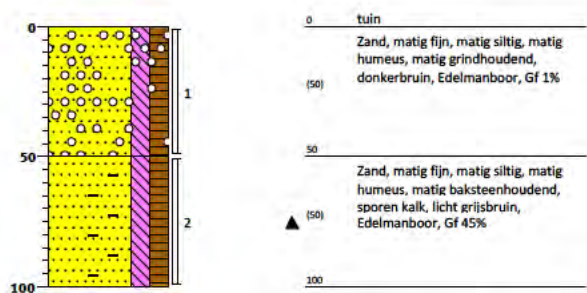 0
50
100
1
2
0 tuin
Zand, matig fijn, matig siltig, matig
humeus, matig grindhoudend,
(50)
donkerbruin, Edelmanboor, Gf 1%
50
Zand, matig fijn, matig siltig, matig
humeus, matig baksteenhoudend,
sporen kalk, licht grijsbruin,
(50)
Edelmanboor, Gf 45%
100